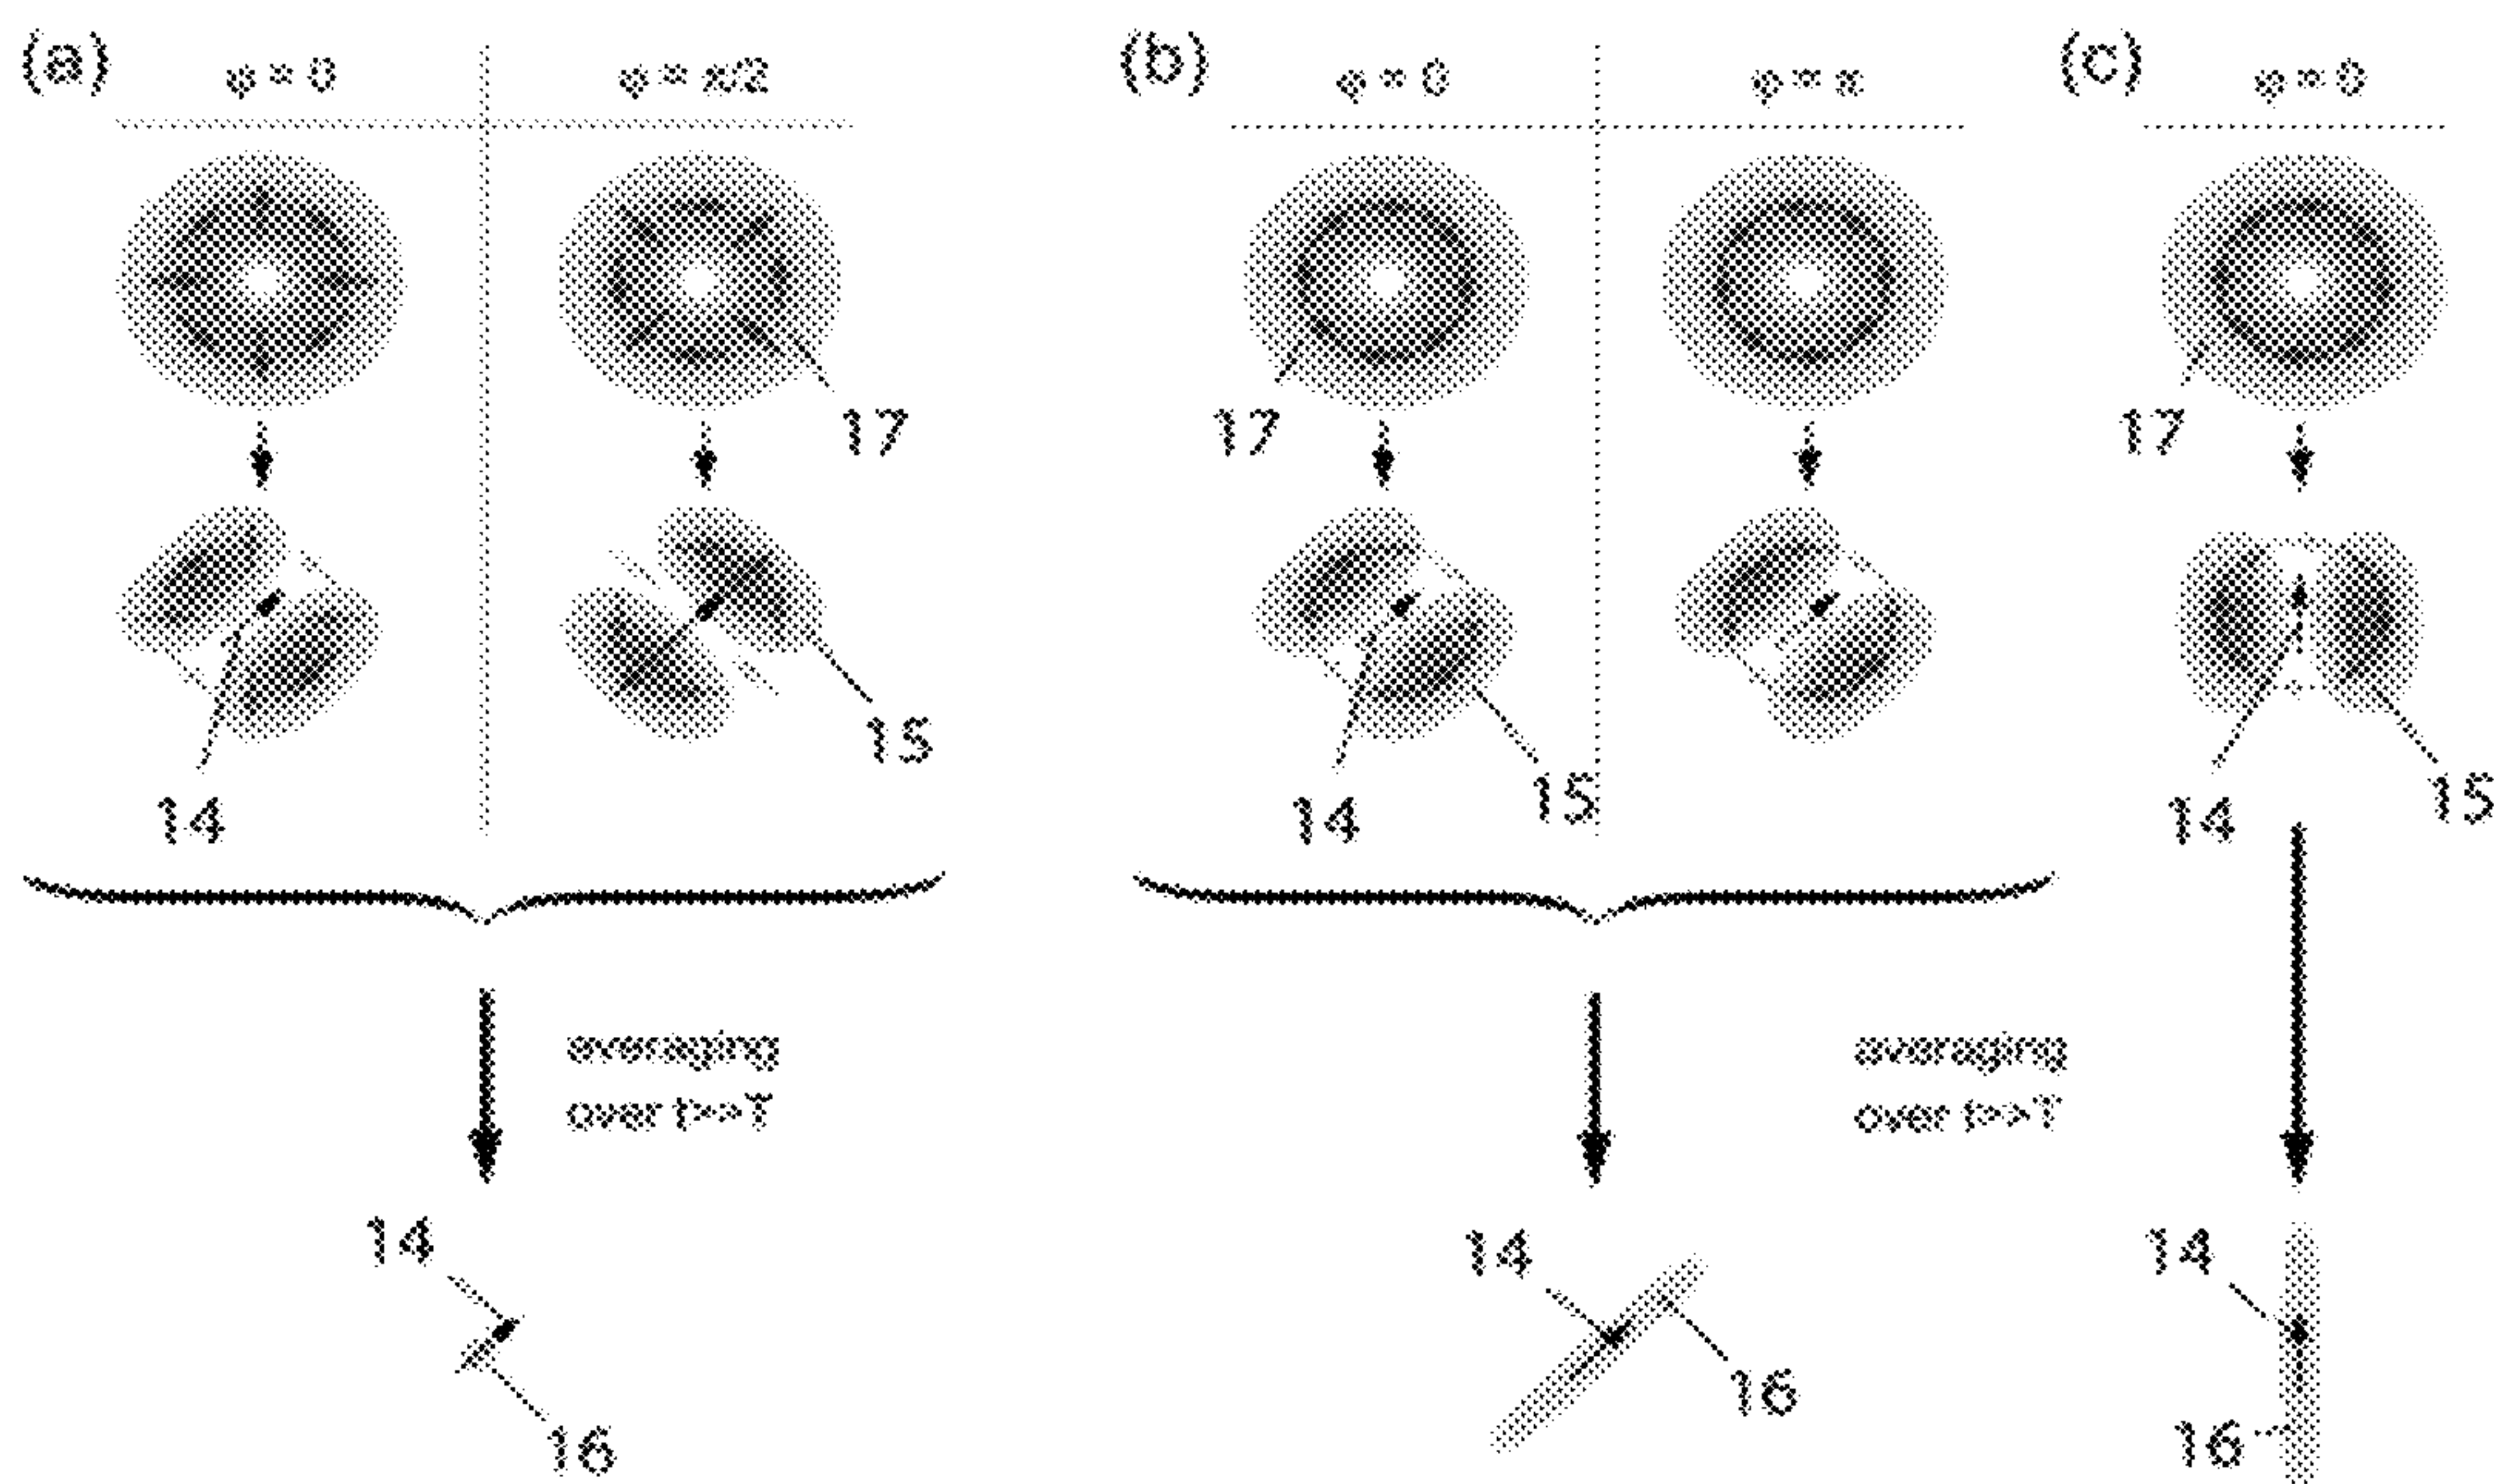 (a)
φ = 0
φ = π/2
(b)
φ = 0
φ = π
(c)
φ = 0
17
17
17
15
14
14
15
14
15
averaging
over t>>T
averaging
over t>>T
14
14
14
16
16
16